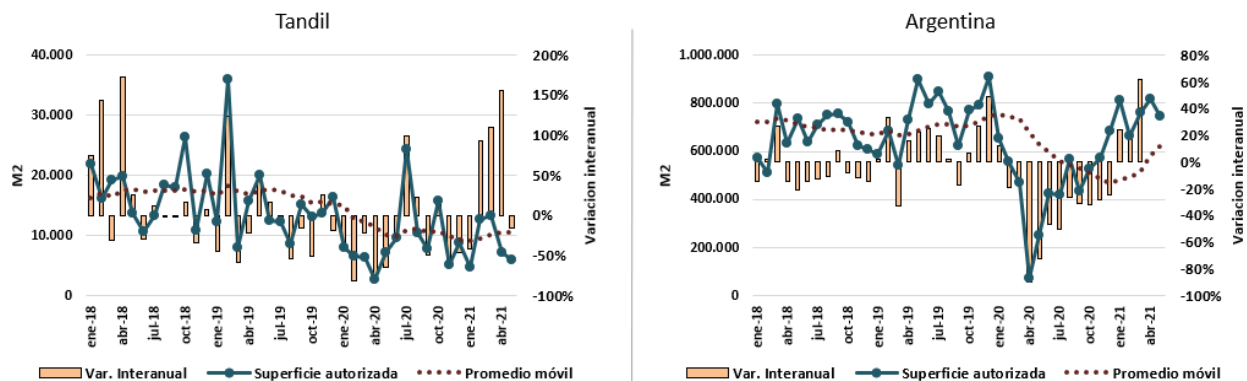 Tandil
40.000
30.000
20.000
10.000
0
M2
200%
150%
100%
50%
0%
-50%
-100%
Variacion interanual
ene-18
abr-18
jul-18
oct-18
ene-19
abr-19
jul-19
oct-19
ene-20
abr-20
jul-20
oct-20
ene-21
abr-21
Var. Interanual
Superficie autorizada
Promedio móvil
Argentina
1.000.000
800.000
600.000
400.000
200.000
0
M2
80%
60%
40%
20%
0%
-20%
-40%
-60%
-80%
-100%
Variacion interanual
ene-18
abr-18
jul-18
oct-18
ene-19
abr-19
jul-19
oct-19
ene-20
abr-20
jul-20
oct-20
ene-21
abr-21
Var. Interanual
Superficie autorizada
Promedio móvil